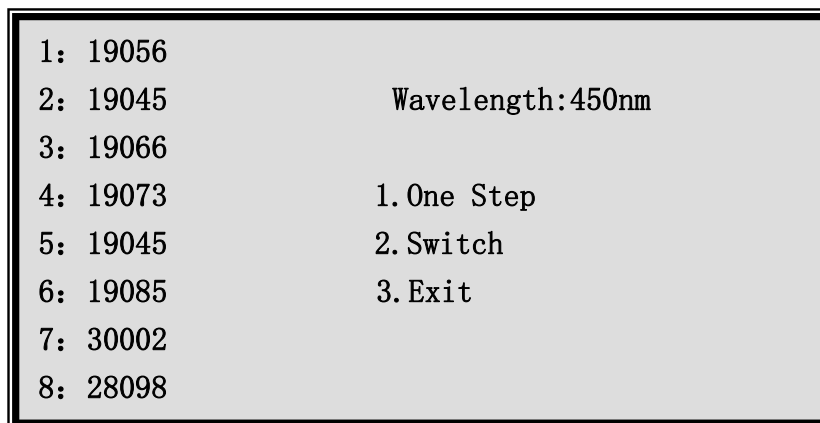 1: 19056
2: 19045 Wavelength:450nm
3: 19066
4: 19073 1.One Step
5: 19045 2.Switch
6: 19085 3.Exit
7: 30002
8: 28098